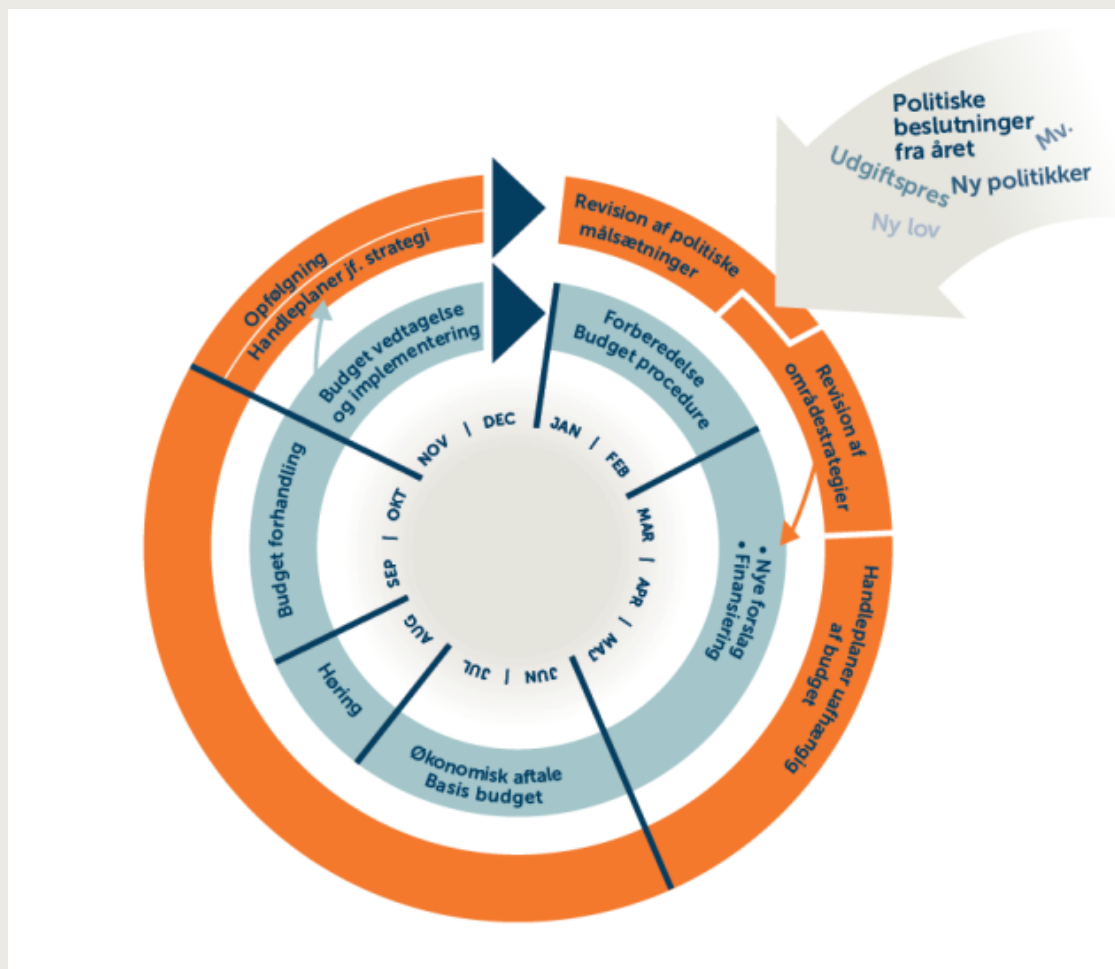 Politiske
beslutninger
fra året
Mv.
Udgiftspres
Ny politikker
Ny lov
Revision af politiske
målsætninger
Revision af
områdestrategier
Handleplaner uafhængig
af budget
Opfølgning
Handleplaner jf. strategi
Forberedelse
Budget procedure
• Nye forslag
• Finansiering
Økonomisk aftale
Basis budget
Høring
Budget forhandling
Budget vedtagelse
og implementering
JAN | FEB
MAR | APR | MAJ
JUN | JUL
AUG
SEP | OKT
NOV | DEC